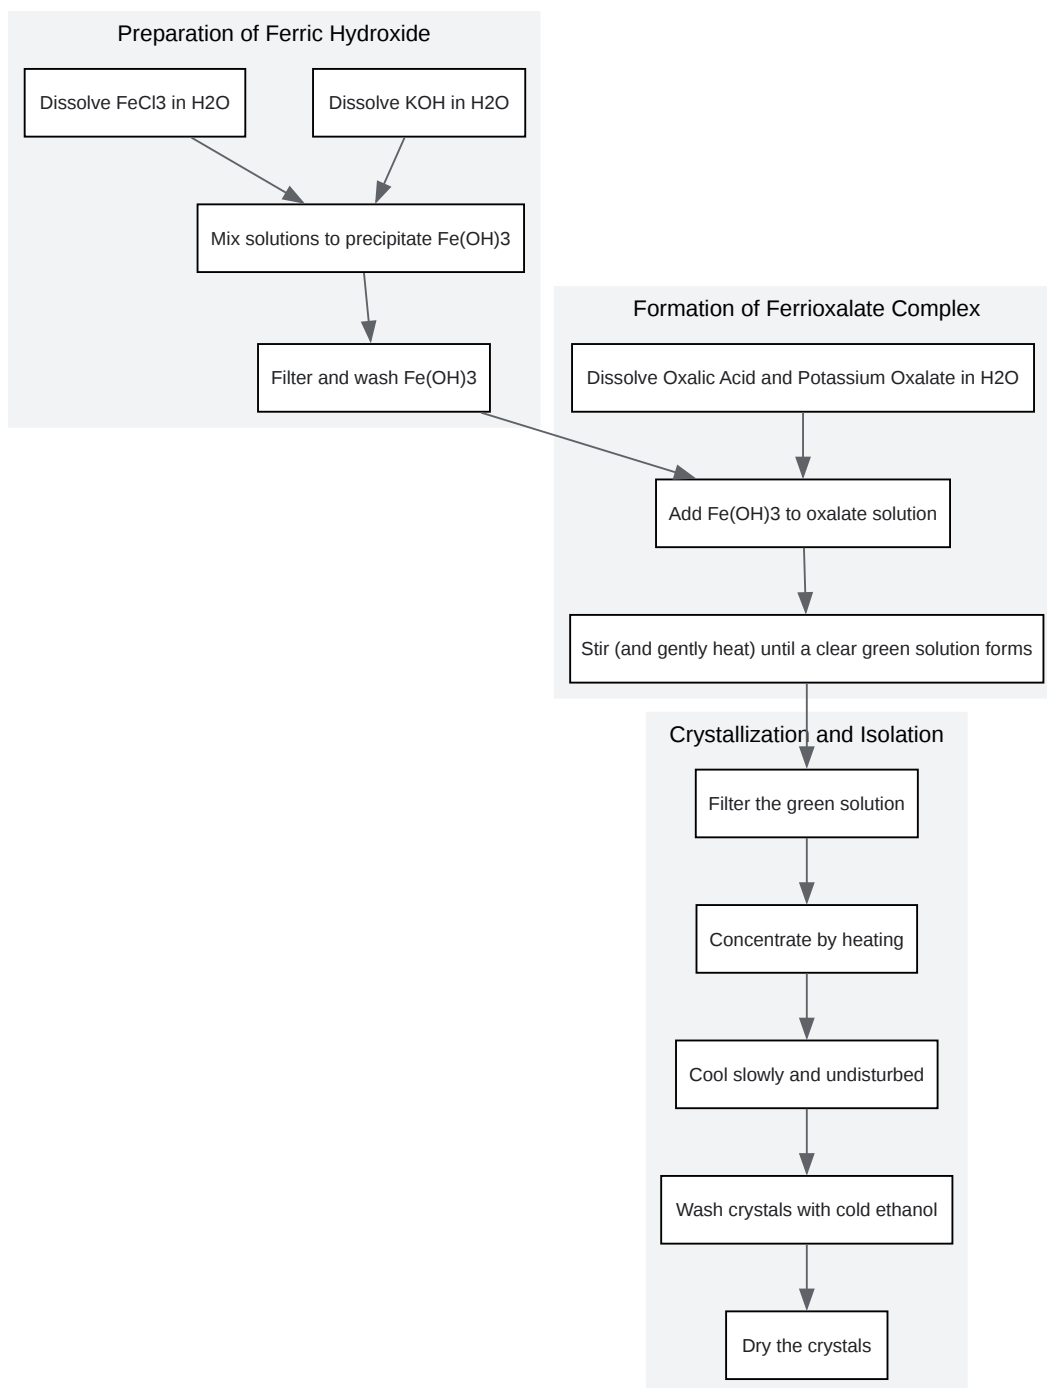 Preparation of Ferric Hydroxide
Dissolve FeCl3 in H2O
Dissolve KOH in H2O
Mix solutions to precipitate Fe(OH)3
Filter and wash Fe(OH)3
Formation of Ferrioxalate Complex
Dissolve Oxalic Acid and Potassium Oxalate in H2O
Add Fe(OH)3 to oxalate solution
Stir (and gently heat) until a clear green solution forms
Crystallization and Isolation
Filter the green solution
Concentrate by heating
Cool slowly and undisturbed
Wash crystals with cold ethanol
Dry the crystals